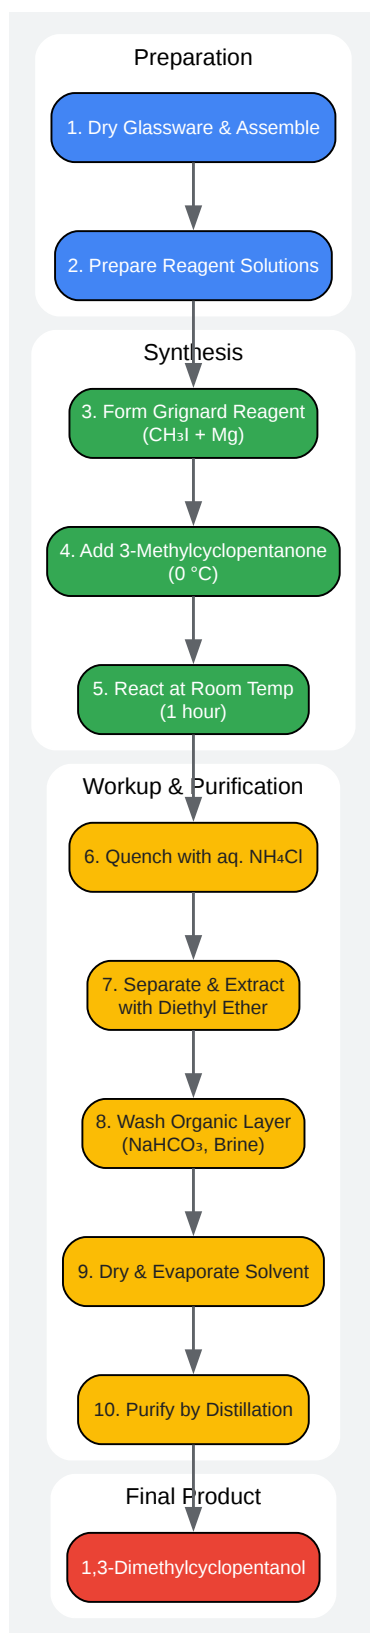 Preparation
1. Dry Glassware & Assemble
2. Prepare Reagent Solutions
Synthesis
3. Form Grignard Reagent
(CH₃I + Mg)
4. Add 3-Methylcyclopentanone
(0 °C)
5. React at Room Temp
(1 hour)
Workup & Purification
6. Quench with aq. NH₄Cl
7. Separate & Extract
with Diethyl Ether
8. Wash Organic Layer
(NaHCO₃, Brine)
9. Dry & Evaporate Solvent
10. Purify by Distillation
Final Product
1,3-Dimethylcyclopentanol